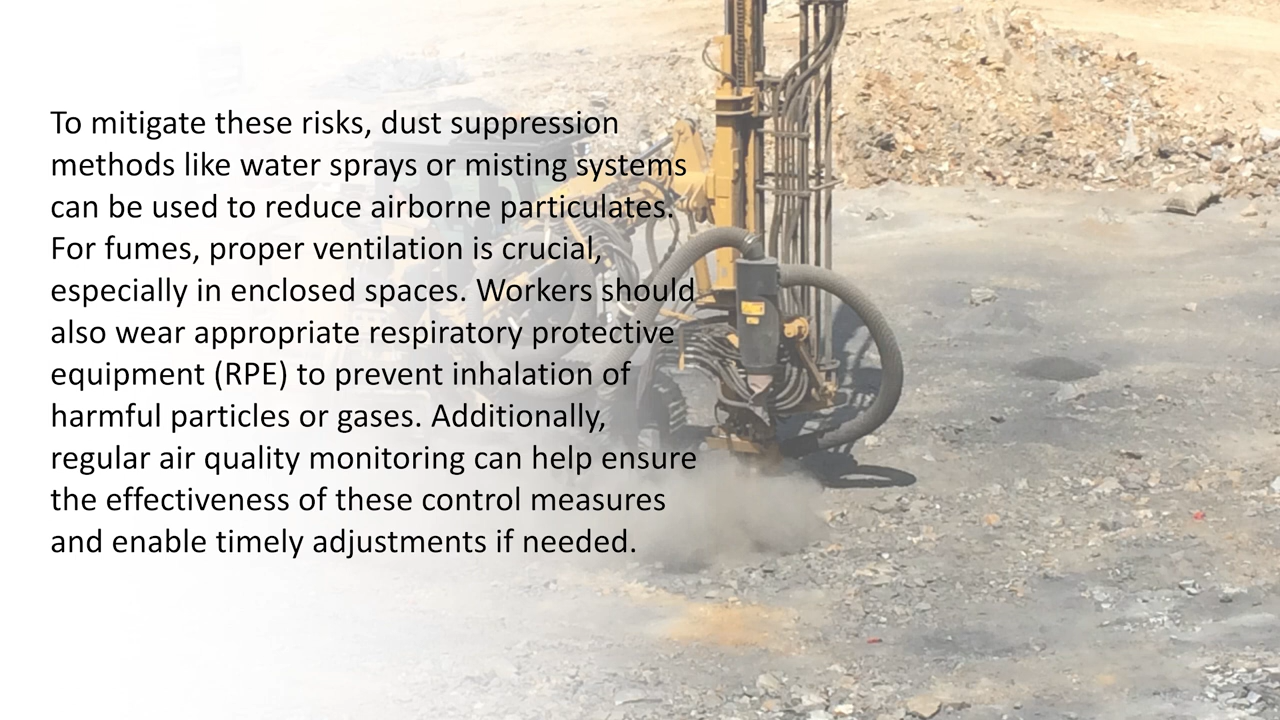 To mitigate these risks, dust suppression
methods like water sprays or misting systems
can be used to reduce airborne particulates.
For fumes, proper ventilation is crucial,
especially in enclosed spaces. Workers should
also wear appropriate respiratory protective
equipment (RPE) to prevent inhalation of
harmful particles or gases. Additionally,
regular air quality monitoring can help ensure
the effectiveness of these control measures
and enable timely adjustments if needed.